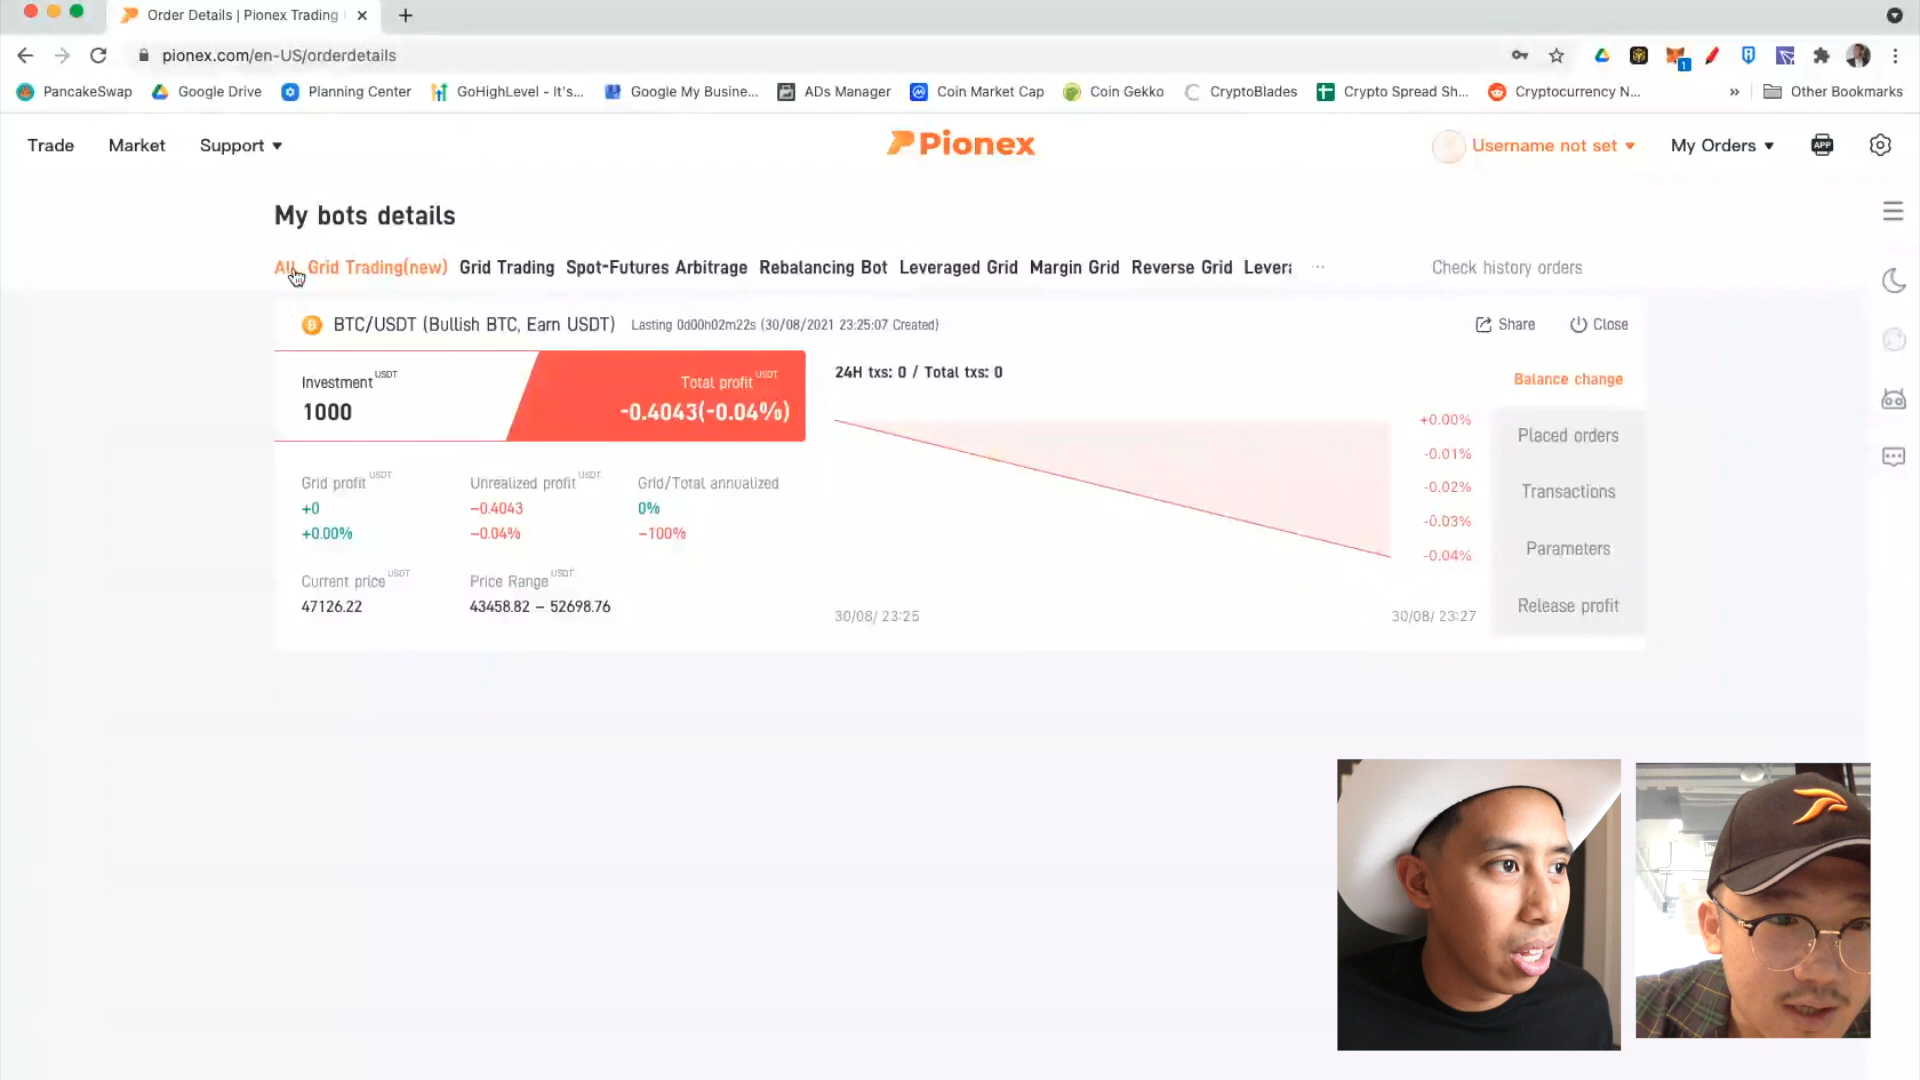 Order Details | Pionex Trading
pionex.com/en-US/orderdetails
1
PancakeSwap Google Drive Planning Center GoHighLevel - It's... Google My Busine... ADs Manager Coin Market Cap Coin Gekko CryptoBlades Crypto Spread Sh... Cryptocurrency N... » Other Bookmarks
Trade Market Support Pionex Username not set My Orders APP
My bots details
All Grid Trading(new) Grid Trading Spot-Futures Arbitrage Rebalancing Bot Leveraged Grid Margin Grid Reverse Grid Levera ... Check history orders
BTC/USDT (Bullish BTC, Earn USDT) Lasting 0d00h02m22s (30/08/2021 23:25:07 Created) Share Close
Investment USDT Total profit USDT
1000 -0.4043(-0.04%)
24H txs: 0 / Total txs: 0
Balance change
Placed orders
Transactions
Parameters
Release profit
Grid profit USDT Unrealized profit USDT Grid/Total annualized
+0 -0.4043 0%
+0.00% -0.04% -100%
Current price USDT Price Range USDT
47126.22 43458.82 - 52698.76
+0.00%
-0.01%
-0.02%
-0.03%
-0.04%
30/08/ 23:25 30/08/ 23:27